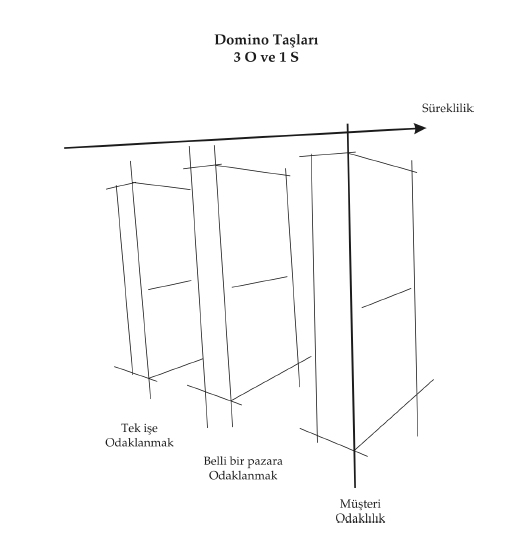 Domino Taşları
3 O ve 1 S
Süreklilik
Tek işe
Odaklanmak
Belli bir pazara
Odaklanmak
Müşteri
Odaklılık